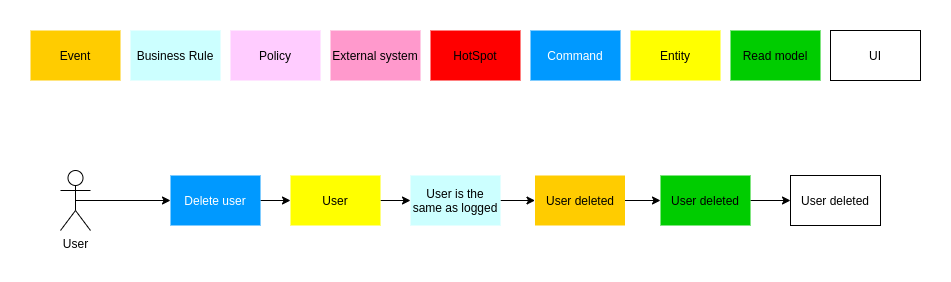 Event
Business Rule
Policy
External system
HotSpot
Command
Entity
Read model
UI
Delete user
User
User is the
same as logged
User deleted
User deleted
User deleted
User